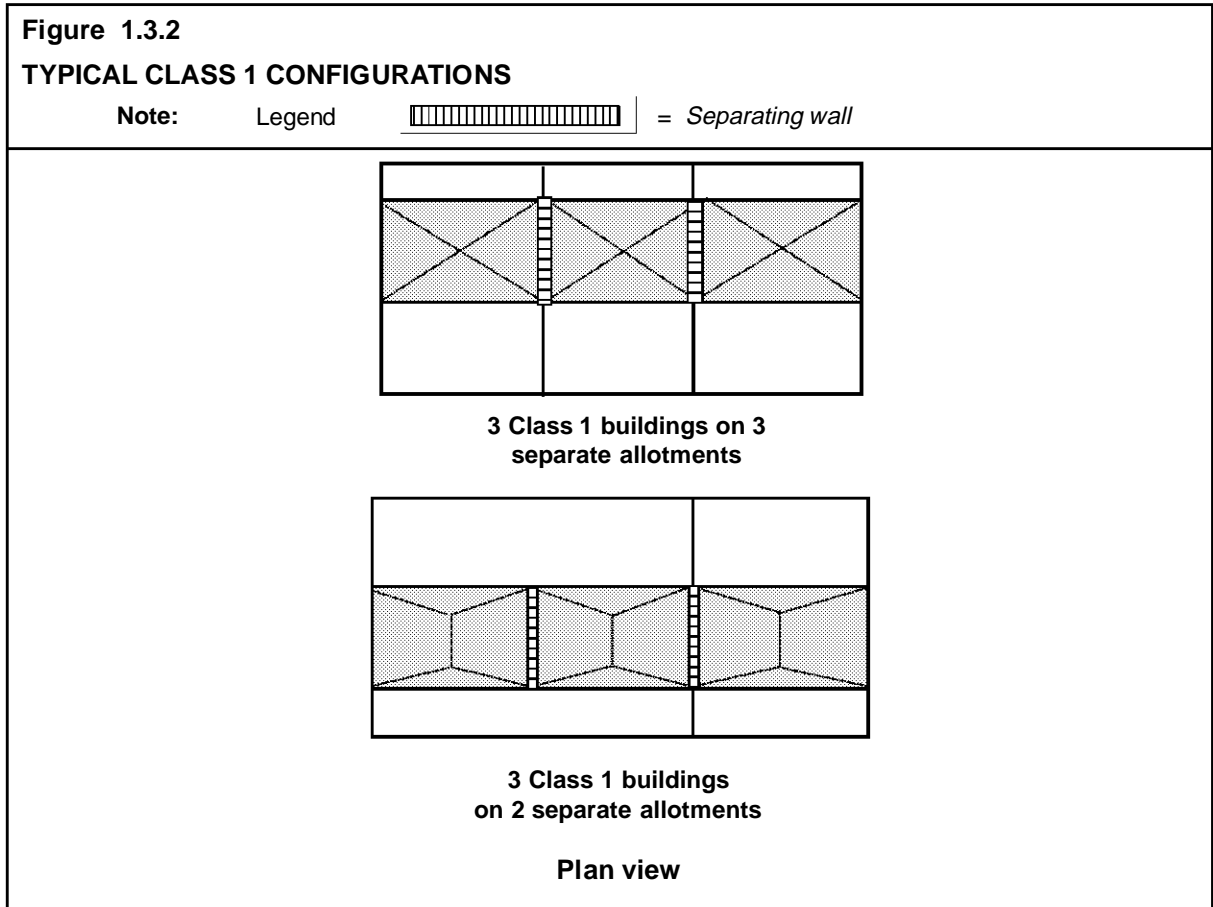 Figure 1.3.2
TYPICAL CLASS 1 CONFIGURATIONS
Note: Legend = Separating wall
3 Class 1 buildings on 3
separate allotments
3 Class 1 buildings
on 2 separate allotments
Plan view